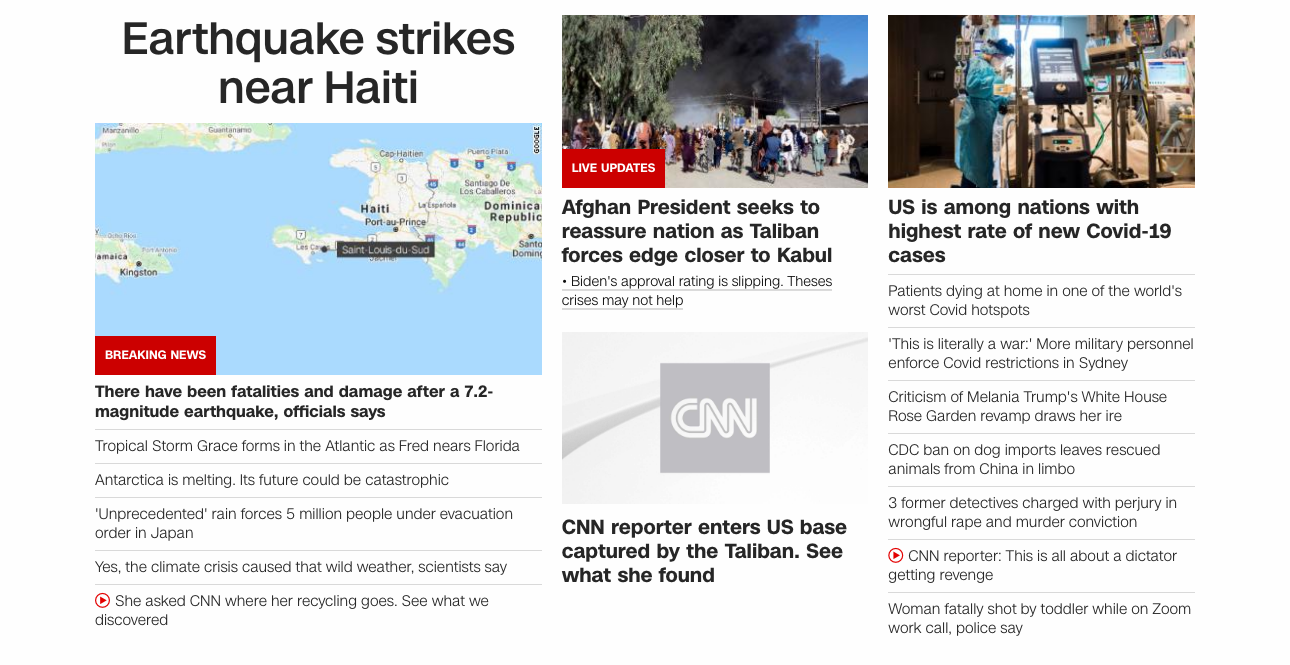 Earthquake strikes
near Haiti
GOOGLE
Manzanillo
Guantanamo
Cap-Haïtien
Puerto Plata
3
3
5
5
45
Santiago De
Los Caballeros
La Española
Haiti
Dominican
Republic
Port-au-Prince
Ocho Rios
Port Antonio
amaica
Kingston
7
Les Ca
Saint-Louis-du-Sud
Jacmel
44
Santo
Doming
BREAKING NEWS
There have been fatalities and damage after a 7.2-
magnitude earthquake, officials says
Tropical Storm Grace forms in the Atlantic as Fred nears Florida
Antarctica is melting. Its future could be catastrophic
'Unprecedented' rain forces 5 million people under evacuation
order in Japan
Yes, the climate crisis caused that wild weather, scientists say
She asked CNN where her recycling goes. See what we
discovered
LIVE UPDATES
Afghan President seeks to
reassure nation as Taliban
forces edge closer to Kabul
• Biden's approval rating is slipping. Theses
crises may not help
CNN
CNN reporter enters US base
captured by the Taliban. See
what she found
US is among nations with
highest rate of new Covid-19
cases
Patients dying at home in one of the world's
worst Covid hotspots
'This is literally a war:' More military personnel
enforce Covid restrictions in Sydney
Criticism of Melania Trump's White House
Rose Garden revamp draws her ire
CDC ban on dog imports leaves rescued
animals from China in limbo
3 former detectives charged with perjury in
wrongful rape and murder conviction
CNN reporter: This is all about a dictator
getting revenge
Woman fatally shot by toddler while on Zoom
work call, police say